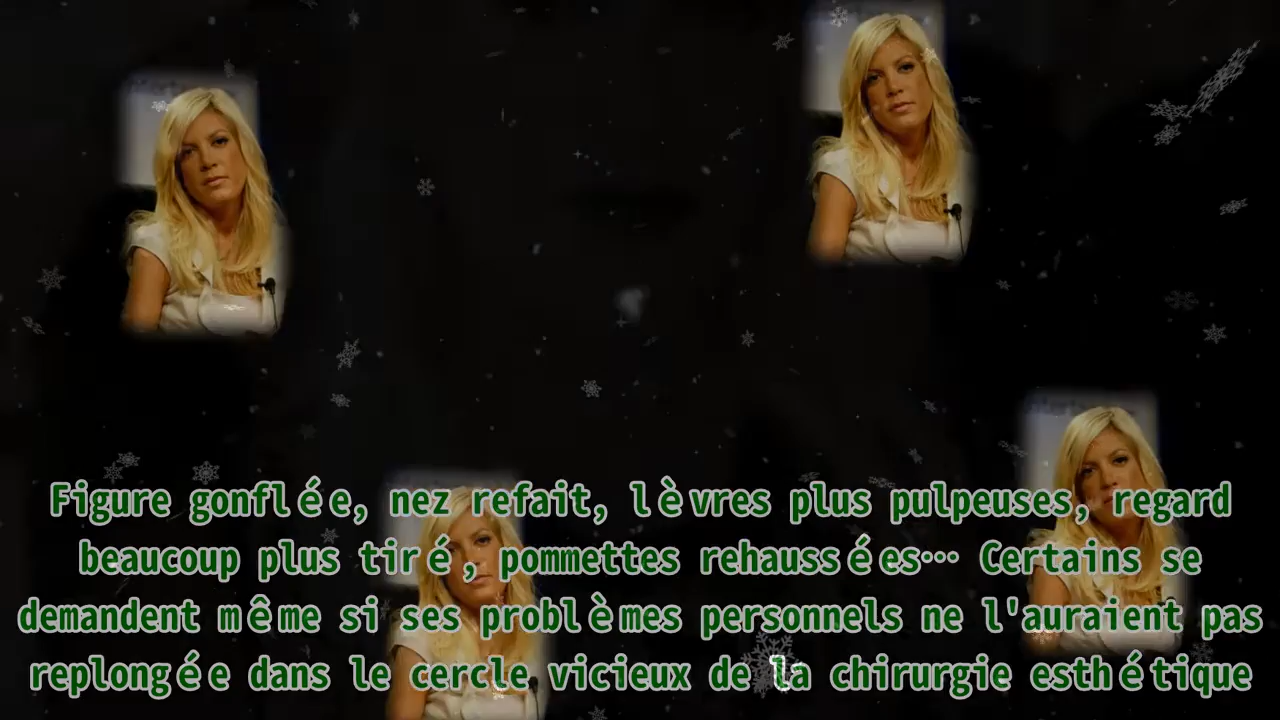 Figure gonflée, nez refait, lèvres plus pulpeuses, regard
beaucoup plus tiré, pommettes rehaussées… Certains se
demandent même si ses problèmes personnels ne l'auraient pas
replongée dans le cercle vicieux de la chirurgie esthétique